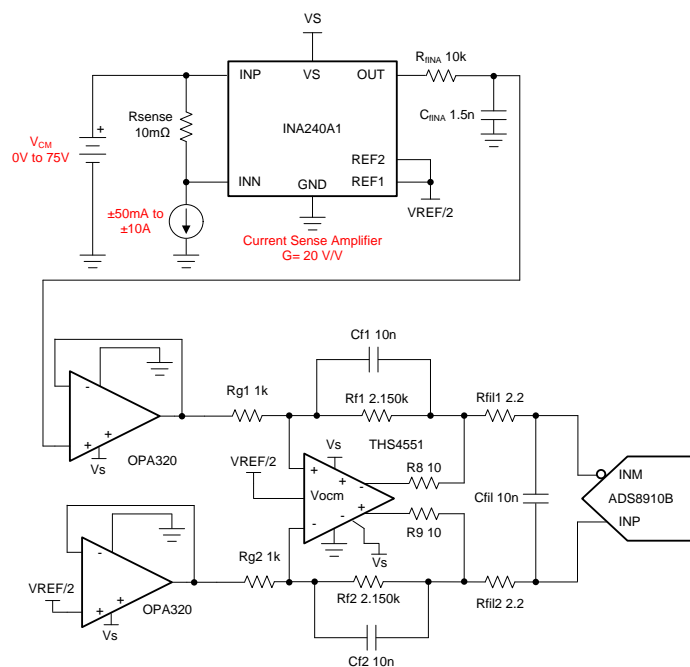 VS
INP
VS
OUT
RfINA 10k
CfINA 1.5n
Rsense
10mΩ
INA240A1
VCM
0V to 75V
+
REF2
REF1
INN
GND
VREF/2
±50mA to
±10A
Current Sense Amplifier
G= 20 V/V
Cf1 10n
-
+
+
Vs
OPA320
Rg1 1k
Rf1 2.150k
THS4551
Rfil1 2.2
Vs
VREF/2
+
+
-
Vocm
-
+
R8 10
R9 10
Vs
Cfil 10n
INM
ADS8910B
INP
-
+
+
VREF/2
Vs
OPA320
Rg2 1k
Rf2 2.150k
Rfil2 2.2
Cf2 10n